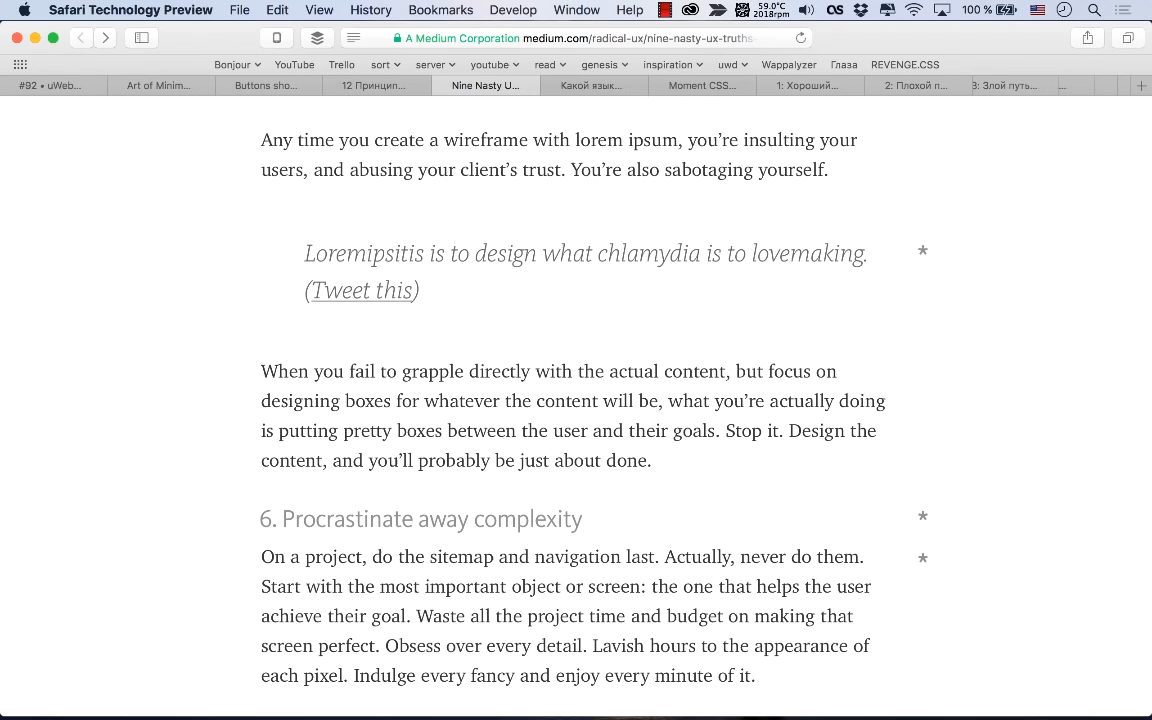 Safari Technology Preview File Edit View History Bookmarks Develop Window Help 59.0°C 2018rpm 100 %
A Medium Corporation medium.com/radical-ux/nine-nasty-ux-truths-
Bonjour YouTube Trello sort server youtube read genesis inspiration uwd Wappalyzer Глаза REVENGE.CSS
#92 • uWeb... Art of Minim... Buttons sho... 12 Принцип... Nine Nasty U... Какой язык... Moment CSS... 1: Хороший... 2: Плохой п... 3: Злой путь... ...
Any time you create a wireframe with lorem ipsum, you’re insulting your
users, and abusing your client’s trust. You’re also sabotaging yourself.
Loremipsitis is to design what chlamydia is to lovemaking. *
(Tweet this)
When you fail to grapple directly with the actual content, but focus on
designing boxes for whatever the content will be, what you’re actually doing
is putting pretty boxes between the user and their goals. Stop it. Design the
content, and you’ll probably be just about done.
6. Procrastinate away complexity *
On a project, do the sitemap and navigation last. Actually, never do them. *
Start with the most important object or screen: the one that helps the user
achieve their goal. Waste all the project time and budget on making that
screen perfect. Obsess over every detail. Lavish hours to the appearance of
each pixel. Indulge every fancy and enjoy every minute of it.